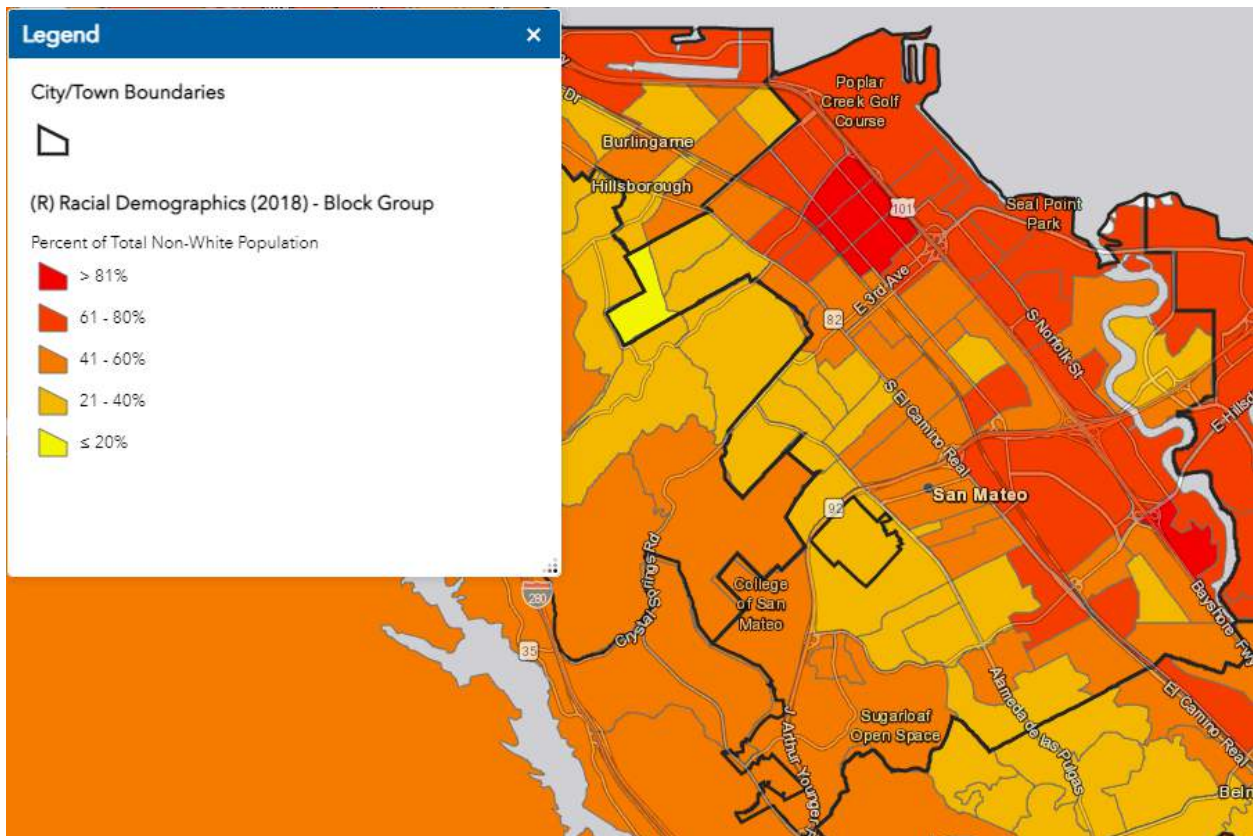 Legend
×
City/Town Boundaries
(R) Racial Demographics (2018) - Block Group
Percent of Total Non-White Population
> 81%
61 - 80%
41 - 60%
21 - 40%
≤ 20%
Dr
Burlingame
Hillsborough
Poplar
Creek Golf
Course
101
Seal Point
Park
E 3rd Ave
82
S Norfolk St
S El Camino Real
E Hillsd
San Mateo
92
Crystal Springs Rd
280
35
College
of San
Mateo
Bayshore Fwy
Alameda de las Pulgas
El Camino Real
Sugarloaf
Open Space
J Arthur Younger F
Belm